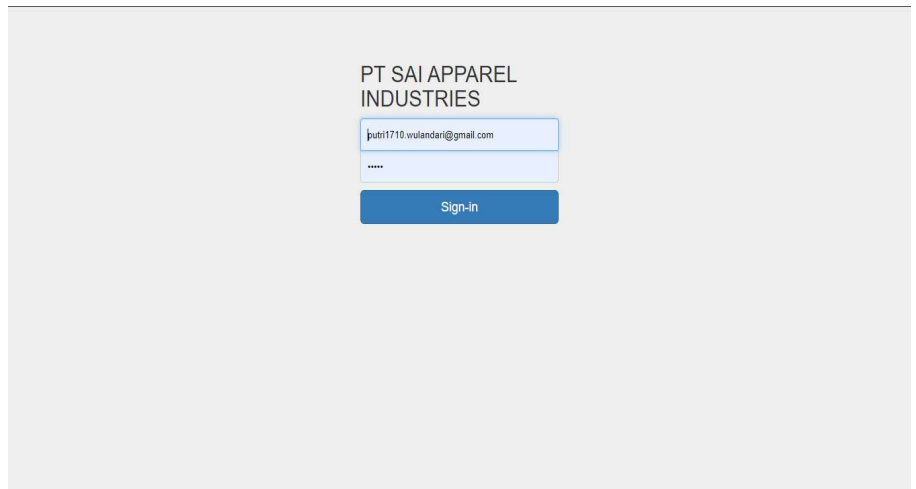 PT SAI APPAREL
INDUSTRIES
putri1710.wulandari@gmail.com
•••••
Sign-in